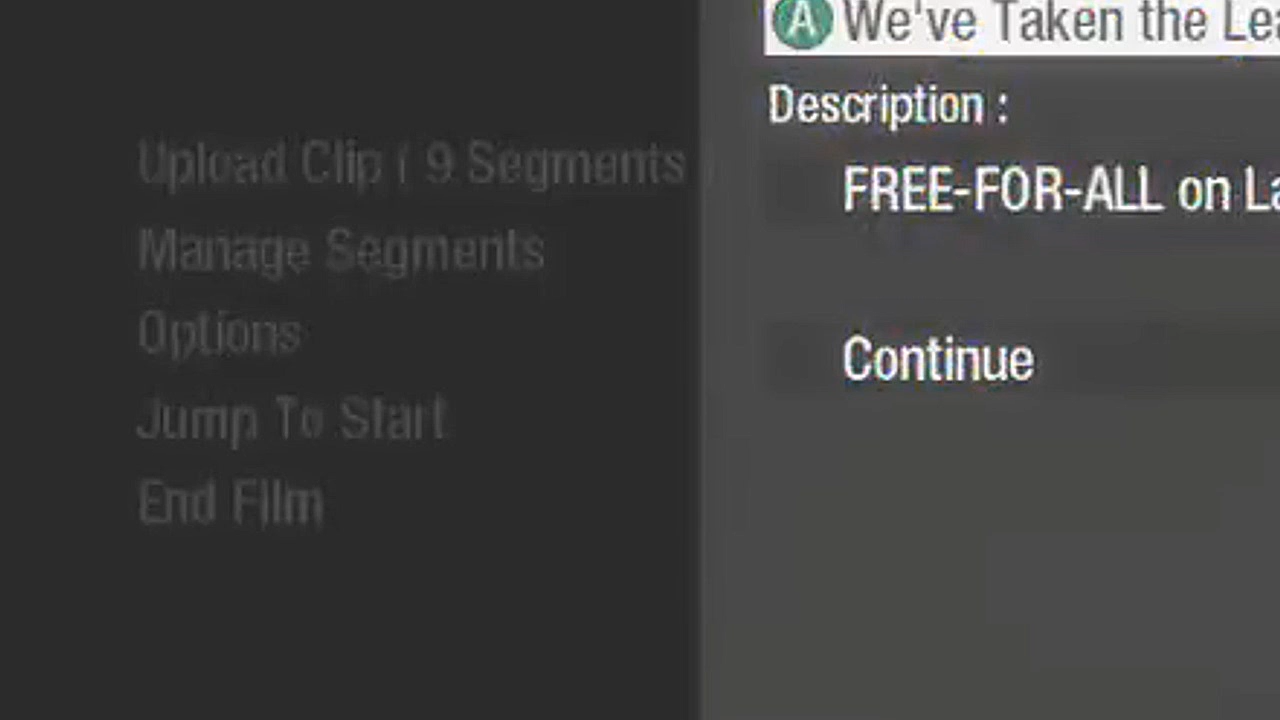 Upload Clip ( 9 Segments )
Manage Segments
Options
Jump To Start
End Film
A We've Taken the Lea
Description :
FREE-FOR-ALL on La
Continue